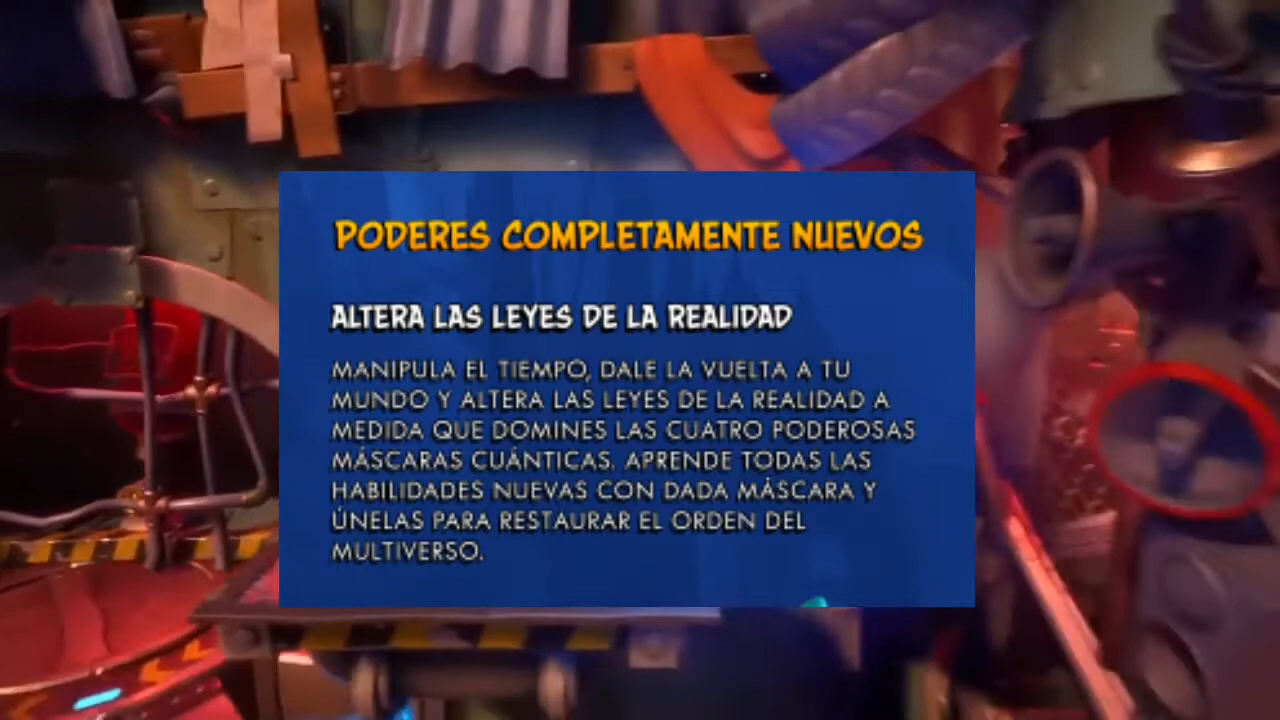 PODERES COMPLETAMENTE NUEVOS
ALTERA LAS LEYES DE LA REALIDAD
MANIPULA EL TIEMPO, DALE LA VUELTA A TU
MUNDO Y ALTERA LAS LEYES DE LA REALIDAD A
MEDIDA QUE DOMINES LAS CUATRO PODEROSAS
MÁSCARAS CUÁNTICAS. APRENDE TODAS LAS
HABILIDADES NUEVAS CON DADA MÁSCARA Y
ÚNELAS PARA RESTAURAR EL ORDEN DEL
MULTIVERSO.